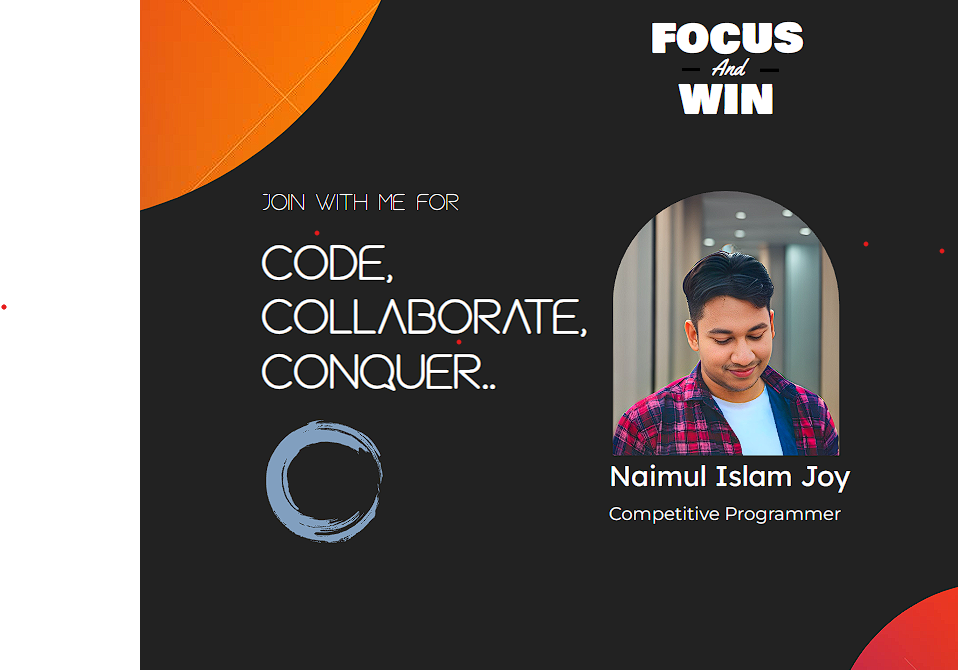 FOCUS
And
WIN
JOIN WITH ME FOR
CODE,
COLLABORATE,
CONQUER..
Naimul Islam Joy
Competitive Programmer